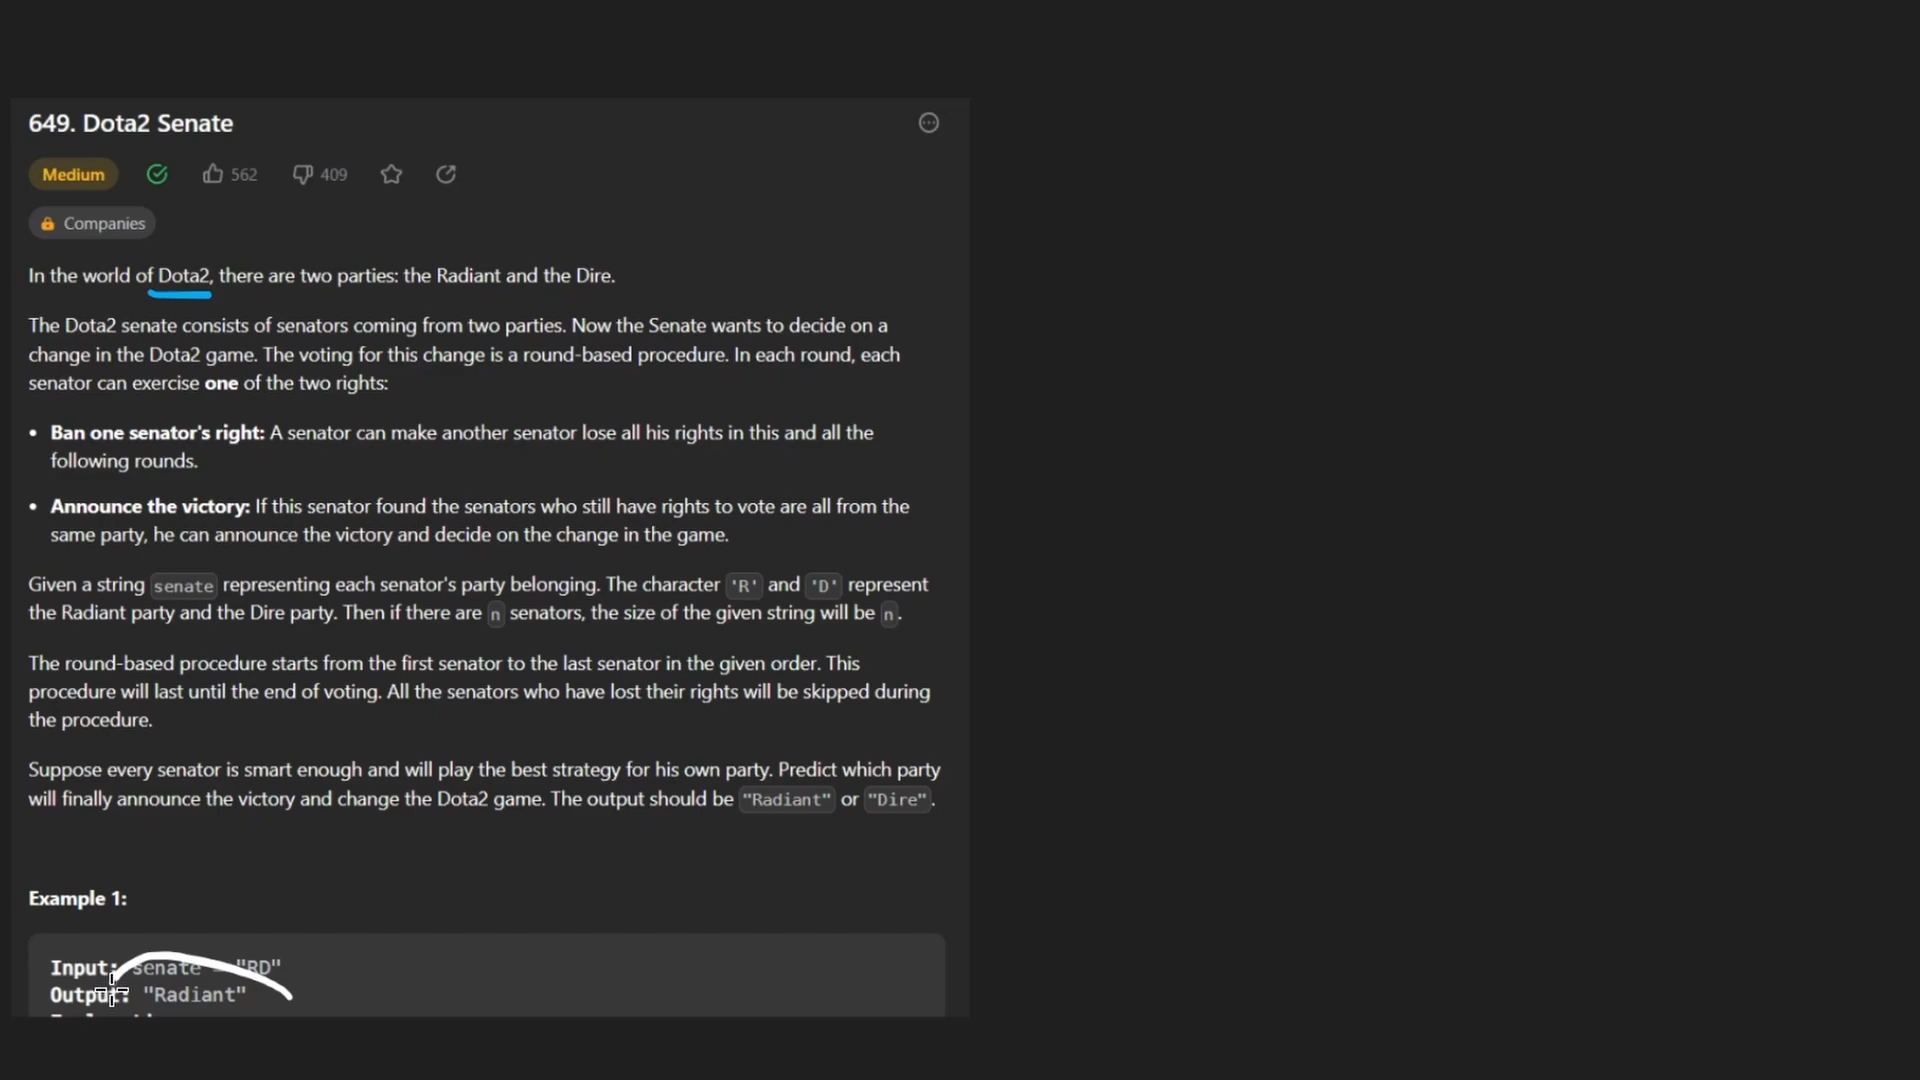 649. Dota2 Senate
Medium 562 409
Companies
In the world of Dota2, there are two parties: the Radiant and the Dire.
The Dota2 senate consists of senators coming from two parties. Now the Senate wants to decide on a
change in the Dota2 game. The voting for this change is a round-based procedure. In each round, each
senator can exercise one of the two rights:
• Ban one senator's right: A senator can make another senator lose all his rights in this and all the
following rounds.
• Announce the victory: If this senator found the senators who still have rights to vote are all from the
same party, he can announce the victory and decide on the change in the game.
Given a string senate representing each senator's party belonging. The character 'R' and 'D' represent
the Radiant party and the Dire party. Then if there are n senators, the size of the given string will be n.
The round-based procedure starts from the first senator to the last senator in the given order. This
procedure will last until the end of voting. All the senators who have lost their rights will be skipped during
the procedure.
Suppose every senator is smart enough and will play the best strategy for his own party. Predict which party
will finally announce the victory and change the Dota2 game. The output should be "Radiant" or "Dire".
Example 1:
Input: senate = "RD"
Output: "Radiant"